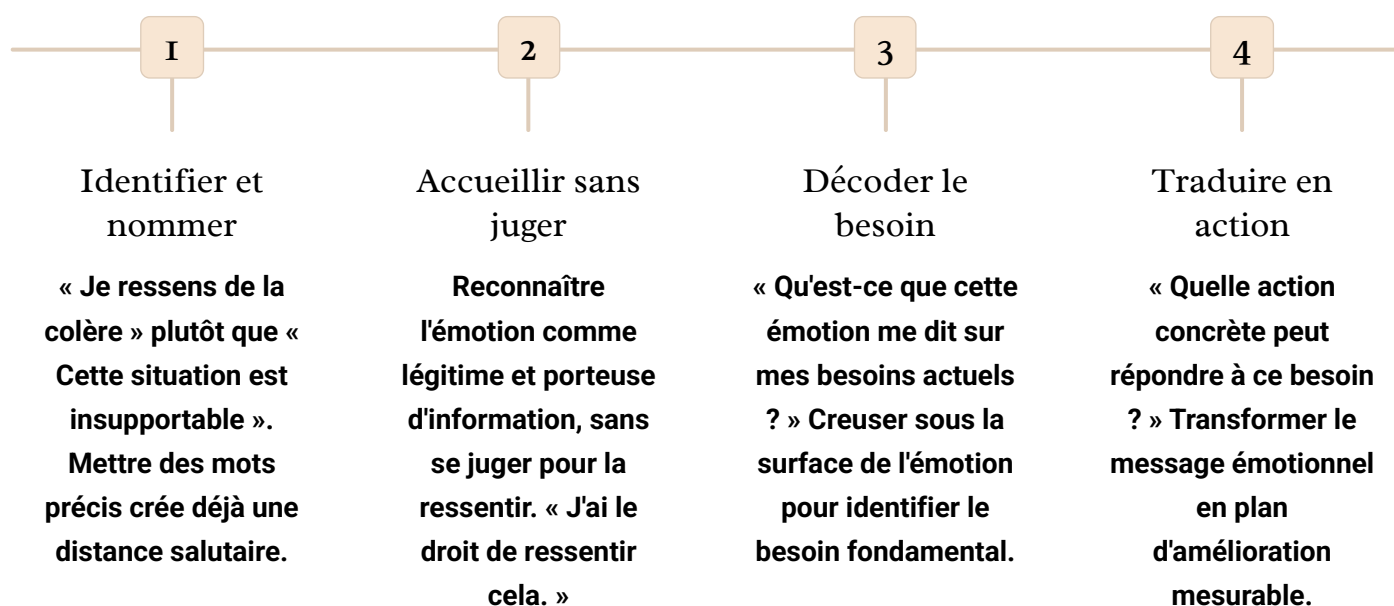 1
Identifier et
nommer
« Je ressens de la
colère » plutôt que «
Cette situation est
insupportable ».
Mettre des mots
précis crée déjà une
distance salutaire.
2
Accueillir sans
juger
Reconnaître
l'émotion comme
légitime et porteuse
d'information, sans
se juger pour la
ressentir. « J'ai le
droit de ressentir
cela. »
3
Décoder le
besoin
« Qu'est-ce que cette
émotion me dit sur
mes besoins actuels
? » Creuser sous la
surface de l'émotion
pour identifier le
besoin fondamental.
4
Traduire en
action
« Quelle action
concrète peut
répondre à ce besoin
? » Transformer le
message émotionnel
en plan
d'amélioration
mesurable.